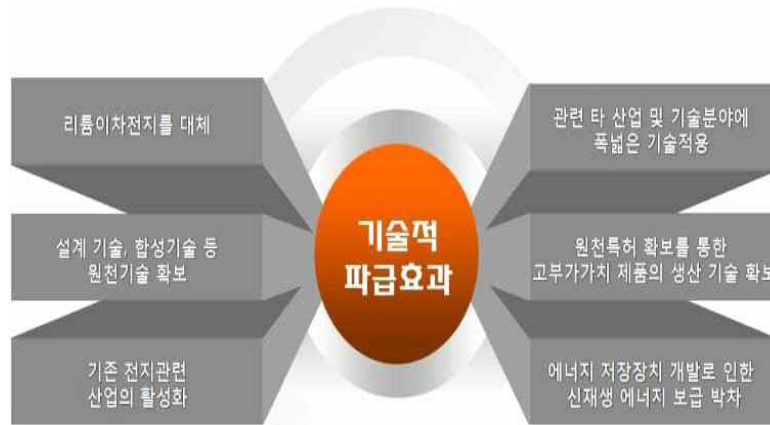 리튬이차전지를 대체
설계 기술, 합성기술 등
원천기술 확보
기존 전지관련
산업의 활성화
기술적
파급효과
관련 타 산업 및 기술분야에
폭넓은 기술적용
원천특허 확보를 통한
고부가가치 제품의 생산 기술 확보
에너지 저장장치 개발로 인한
신재생 에너지 보급 박차